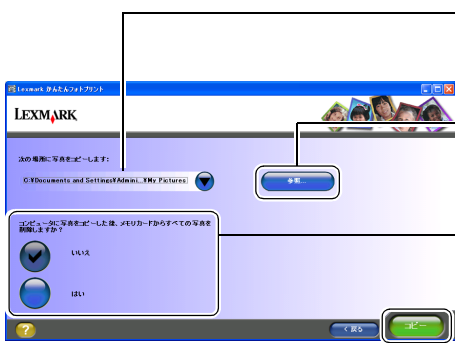 Lexmark かんたんフォトプリント
LEXMARK
次の場所に写真をコピーします:
C:¥Documents and Settings¥Admini...¥My Pictures
参照...
コンピュータに写真をコピーした後、メモリカードからすべての写真を
削除しますか？
いいえ
はい
?
< 戻る
コピー